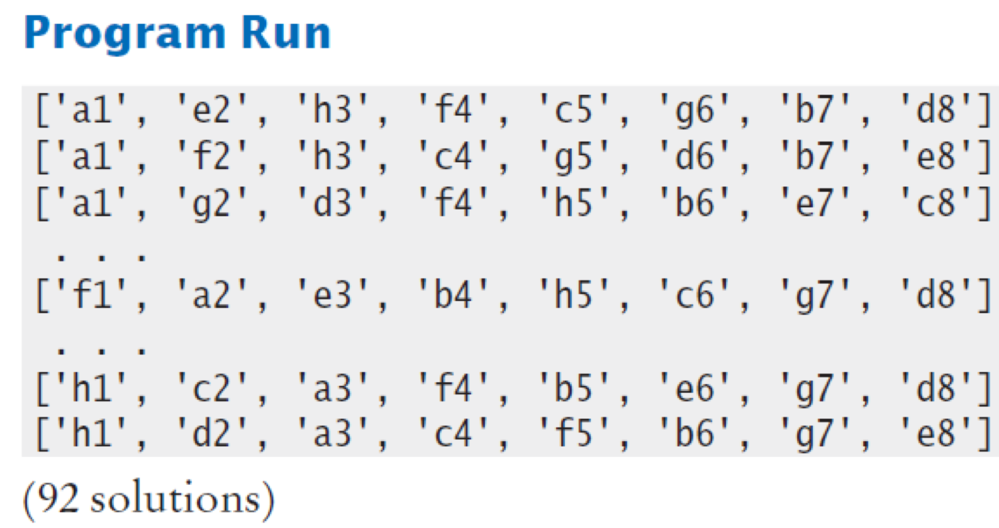 Program Run
['a1', 'e2', 'h3', 'f4', 'c5', 'g6', 'b7', 'd8']
['a1', 'f2', 'h3', 'c4', 'g5', 'd6', 'b7', 'e8']
['a1', 'g2', 'd3', 'f4', 'h5', 'b6', 'e7', 'c8']
. . .
['f1', 'a2', 'e3', 'b4', 'h5', 'c6', 'g7', 'd8']
. . .
['h1', 'c2', 'a3', 'f4', 'b5', 'e6', 'g7', 'd8']
['h1', 'd2', 'a3', 'c4', 'f5', 'b6', 'g7', 'e8']
(92 solutions)